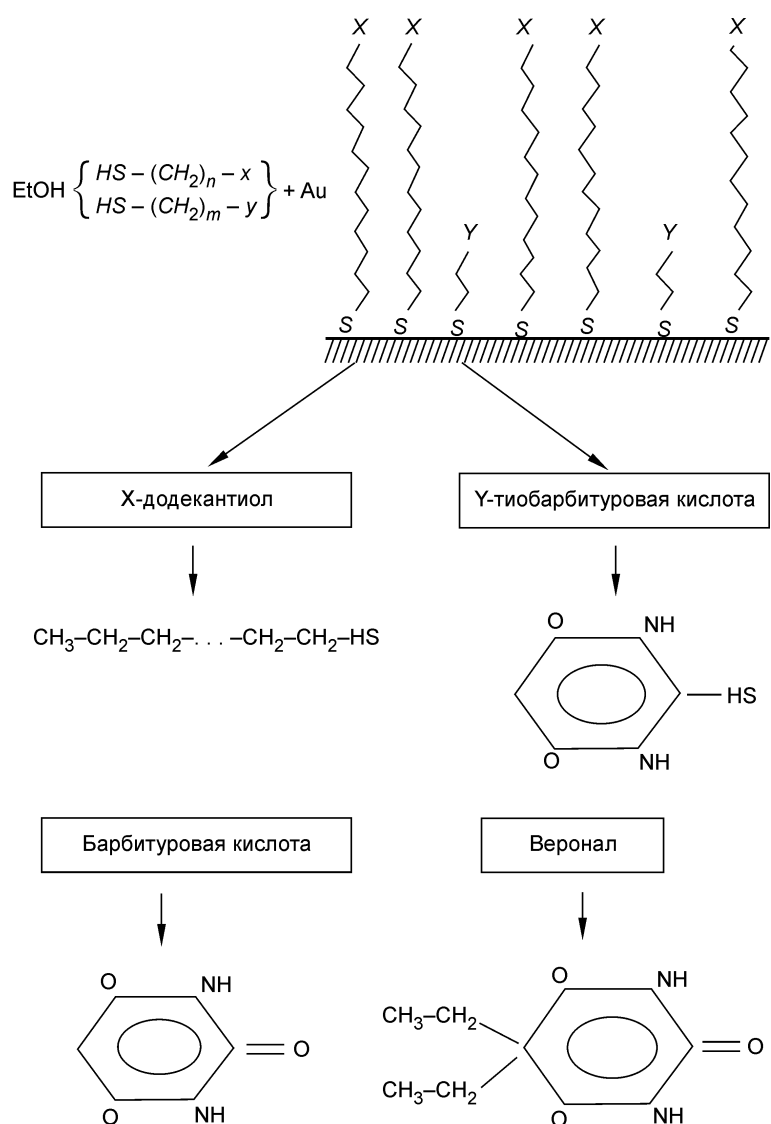 X X X X X
EtOH { HS – (CH₂)ₙ – x
HS – (CH₂)ₘ – y } + Au
Y Y
S S S S S S S
X-додекантиол
Y-тиобарбитуровая кислота
CH₃–CH₂–CH₂–. . . –CH₂–CH₂–HS
O NH
HS
O NH
Барбитуровая кислота
Веронал
O NH
O
O NH
O NH
CH₃–CH₂
O
CH₃–CH₂
O NH